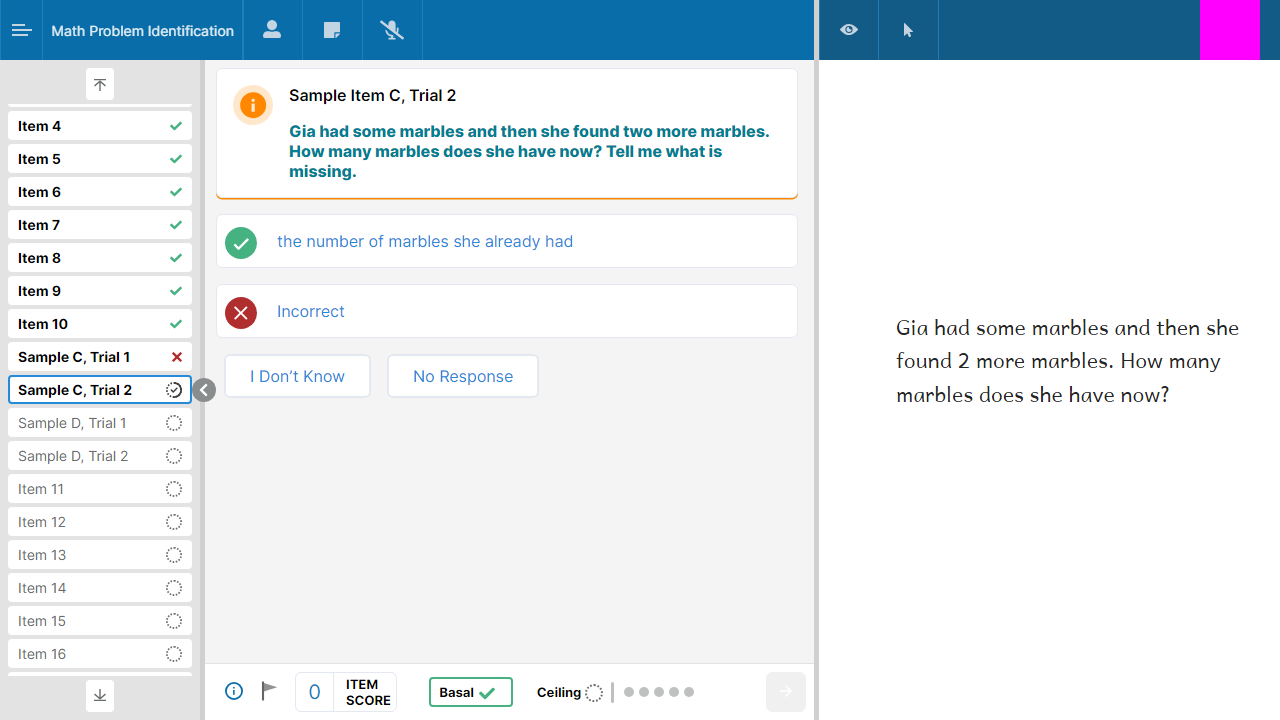 Math Problem Identification
Item 4
Item 5
Item 6
Item 7
Item 8
Item 9
Item 10
Sample C, Trial 1
Sample C, Trial 2
Sample D, Trial 1
Sample D, Trial 2
Item 11
Item 12
Item 13
Item 14
Item 15
Item 16
Sample Item C, Trial 2
Gia had some marbles and then she found two more marbles.
How many marbles does she have now? Tell me what is
missing.
the number of marbles she already had
Incorrect
I Don't Know
No Response
0
ITEM
SCORE
Basal
Ceiling
Gia had some marbles and then she
found 2 more marbles. How many
marbles does she have now?